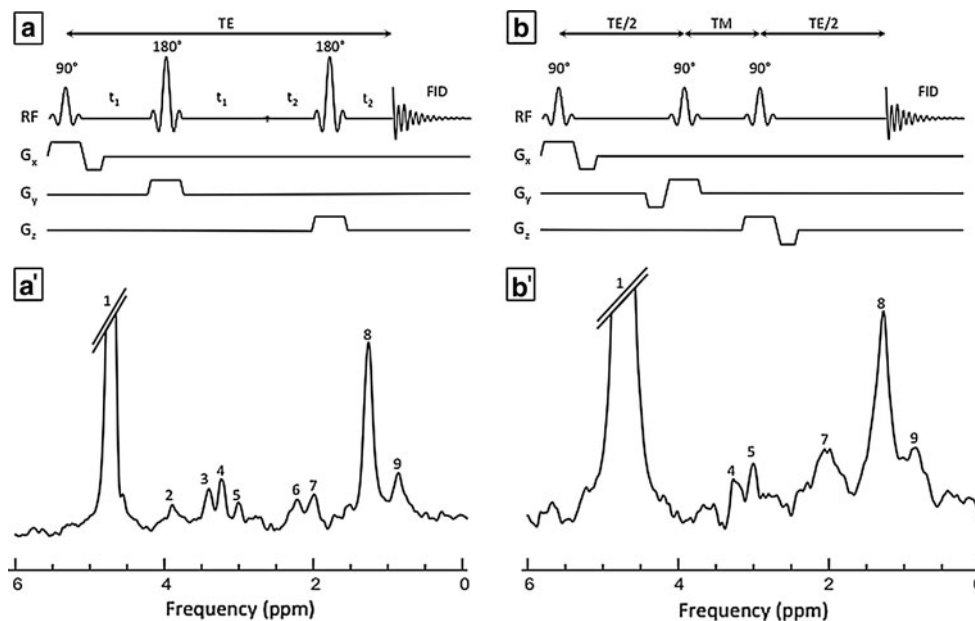 a
TE
90°
180°
180°
t1
t1
t2
t2
FID
RF
Gx
Gy
Gz
b
TE/2
TM
TE/2
90°
90°
90°
FID
RF
Gx
Gy
Gz
a'
1
2
3
4
5
6
7
8
9
6
4
2
0
Frequency (ppm)
b'
1
4
5
7
8
9
6
4
2
0
Frequency (ppm)